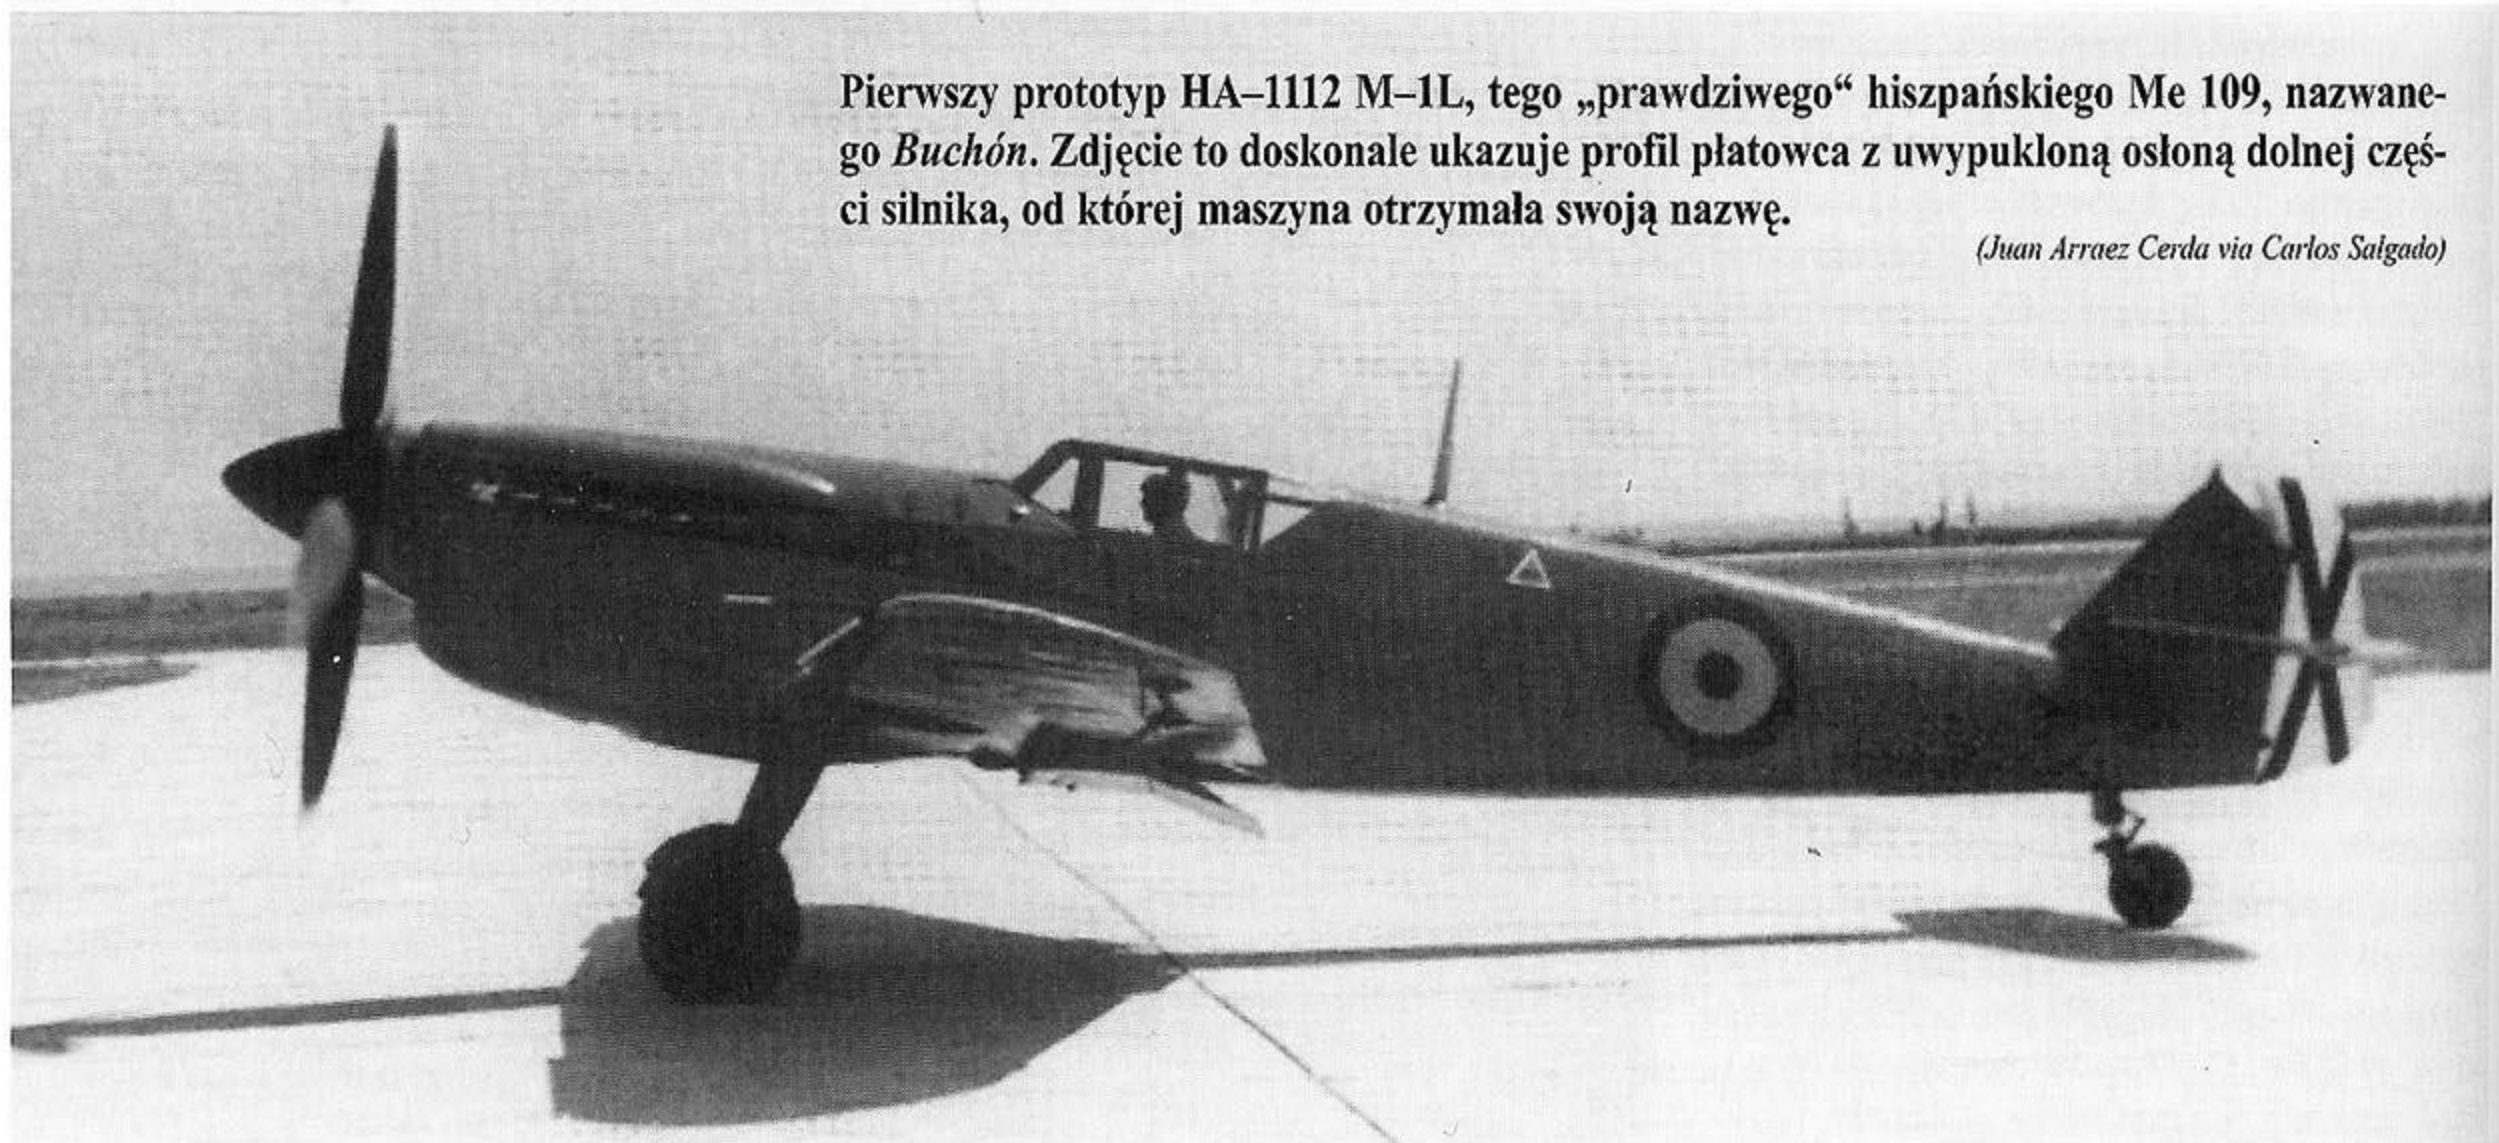 Pierwszy prototyp HA–1112 M–1L, tego „prawdziwego“ hiszpańskiego Me 109, nazwane-
go Buchón. Zdjęcie to doskonale ukazuje profil płatowca z uwypukloną osłoną dolnej częś-
ci silnika, od której maszyna otrzymała swoją nazwę.
(Juan Arraez Cerda via Carlos Salgado)